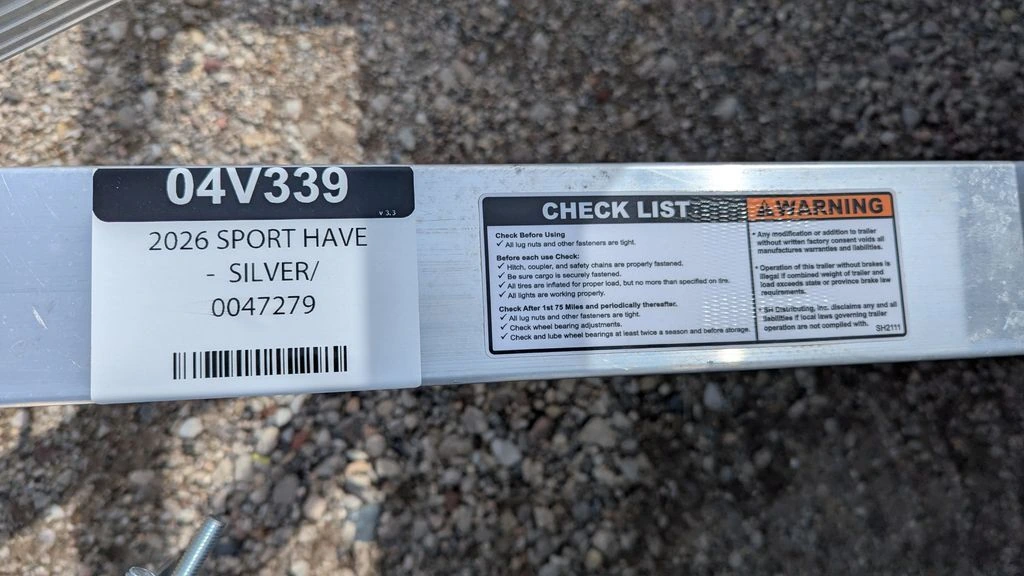 04V339
v 3.3
2026 SPORT HAVE
- SILVER/
0047279
CHECK LIST
Check Before Using
✓ All lug nuts and other fasteners are tight.
Before each use Check:
✓ Hitch, coupler, and safety chains are properly fastened.
✓ Be sure cargo is securely fastened.
✓ All tires are inflated for proper load, but no more than specified on tire.
✓ All lights are working properly.
Check After 1st 75 Miles and periodically thereafter.
✓ All lug nuts and other fasteners are tight.
✓ Check wheel bearing adjustments.
✓ Check and lube wheel bearings at least twice a season and before storage.
WARNING
* Any modification or addition to trailer
without written factory consent voids all
manufactures warranties and liabilities.
* Operation of this trailer without brakes is
illegal if combined weight of trailer and
load exceeds state or province brake law
requirements.
* SH Distributing, Inc. disclaims any and all
liabilities if local laws governing trailer
operation are not complied with.
SH2111